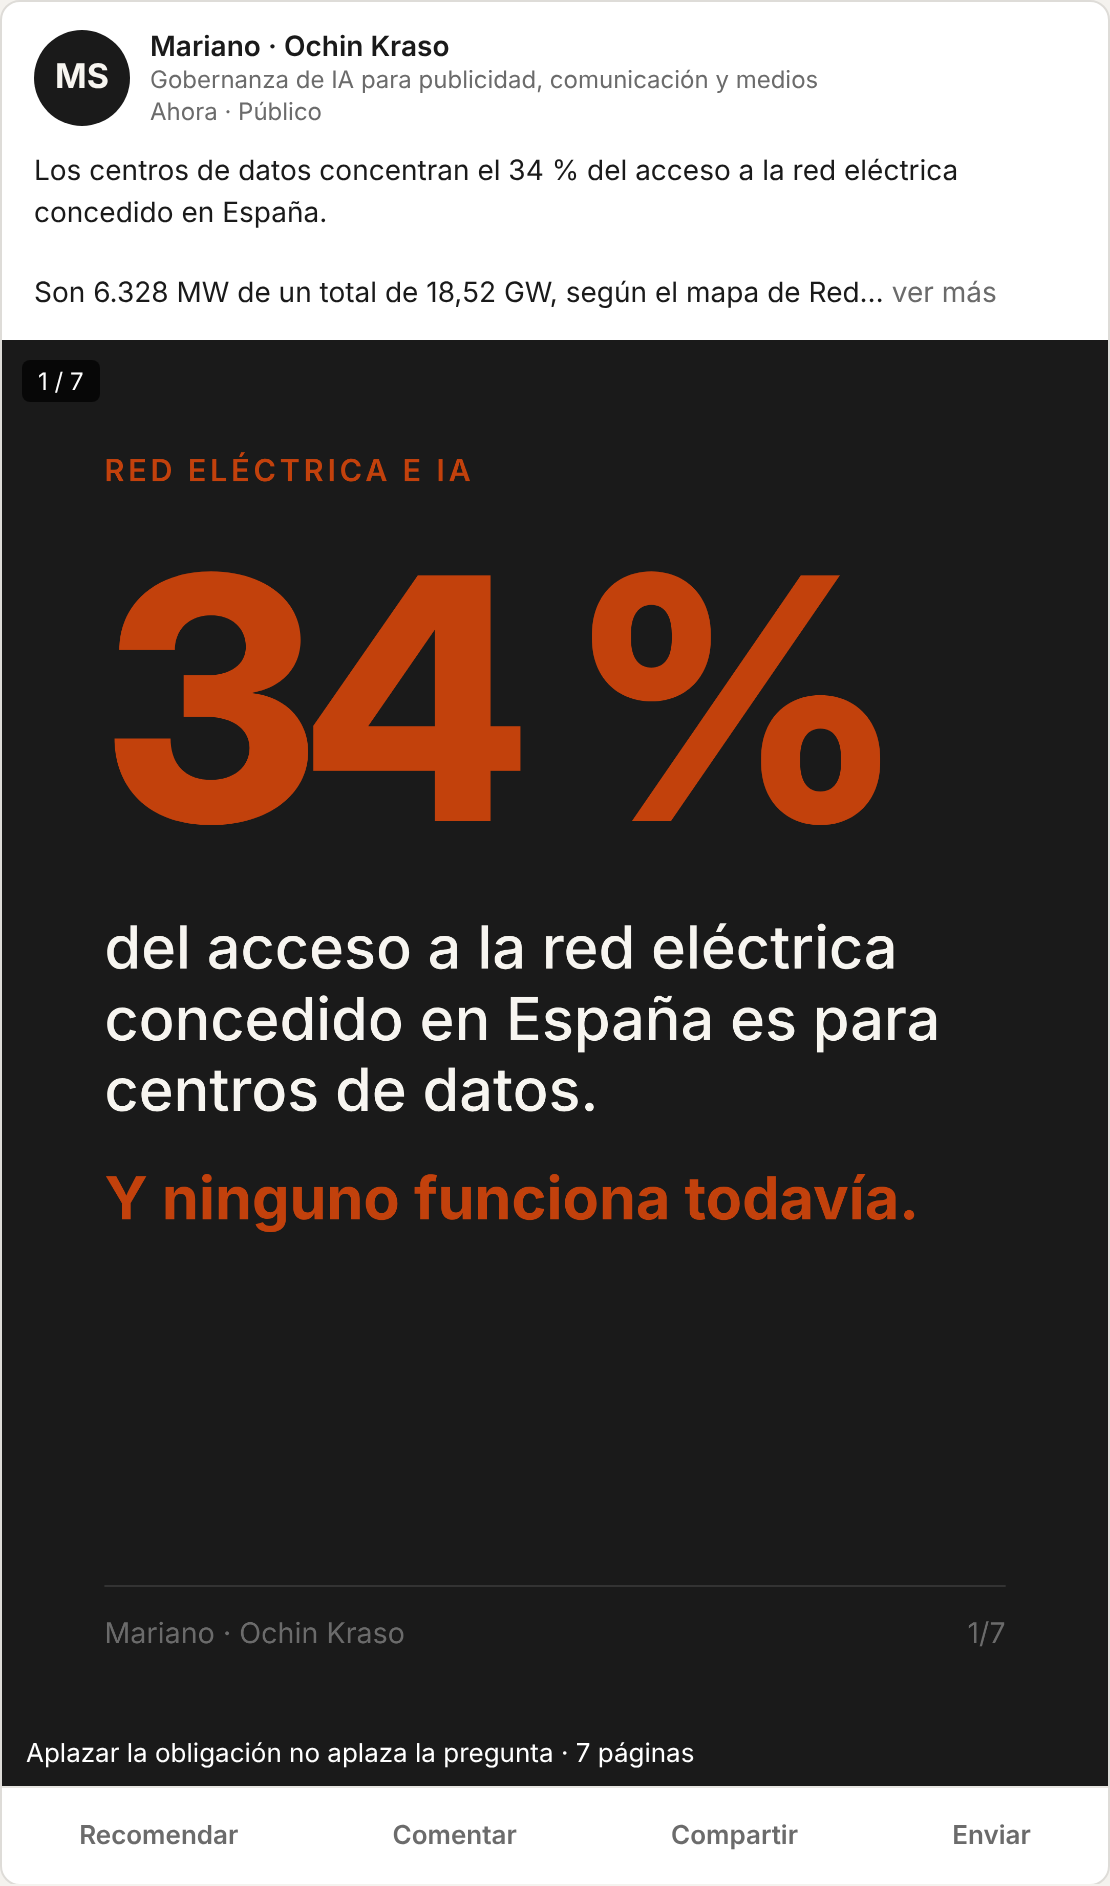 MS
Mariano · Ochin Kraso
Gobernanza de IA para publicidad, comunicación y medios
Ahora · Público
Los centros de datos concentran el 34 % del acceso a la red eléctrica
concedido en España.
Son 6.328 MW de un total de 18,52 GW, según el mapa de Red... ver más
1 / 7
RED ELÉCTRICA E IA
34 %
del acceso a la red eléctrica
concedido en España es para
centros de datos.
Y ninguno funciona todavía.
Mariano · Ochin Kraso 1/7
Aplazar la obligación no aplaza la pregunta · 7 páginas
Recomendar Comentar Compartir Enviar